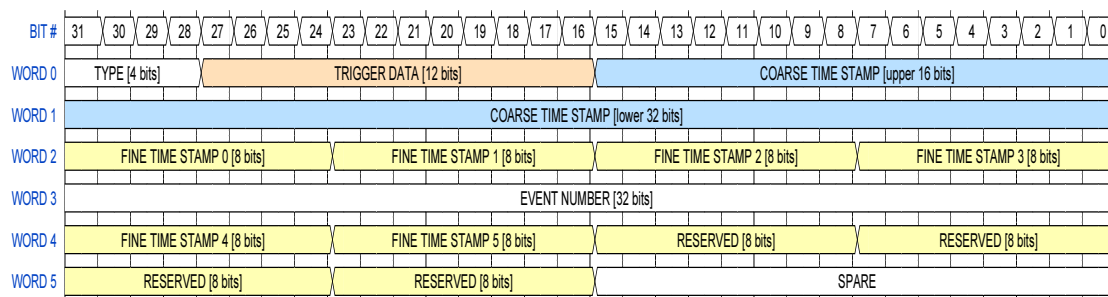 BIT # 31 30 29 28 27 26 25 24 23 22 21 20 19 18 17 16 15 14 13 12 11 10 9 8 7 6 5 4 3 2 1 0
WORD 0 TYPE [4 bits] TRIGGER DATA [12 bits] COARSE TIME STAMP [upper 16 bits]
WORD 1 COARSE TIME STAMP [lower 32 bits]
WORD 2 FINE TIME STAMP 0 [8 bits] FINE TIME STAMP 1 [8 bits] FINE TIME STAMP 2 [8 bits] FINE TIME STAMP 3 [8 bits]
WORD 3 EVENT NUMBER [32 bits]
WORD 4 FINE TIME STAMP 4 [8 bits] FINE TIME STAMP 5 [8 bits] RESERVED [8 bits] RESERVED [8 bits]
WORD 5 RESERVED [8 bits] RESERVED [8 bits] SPARE